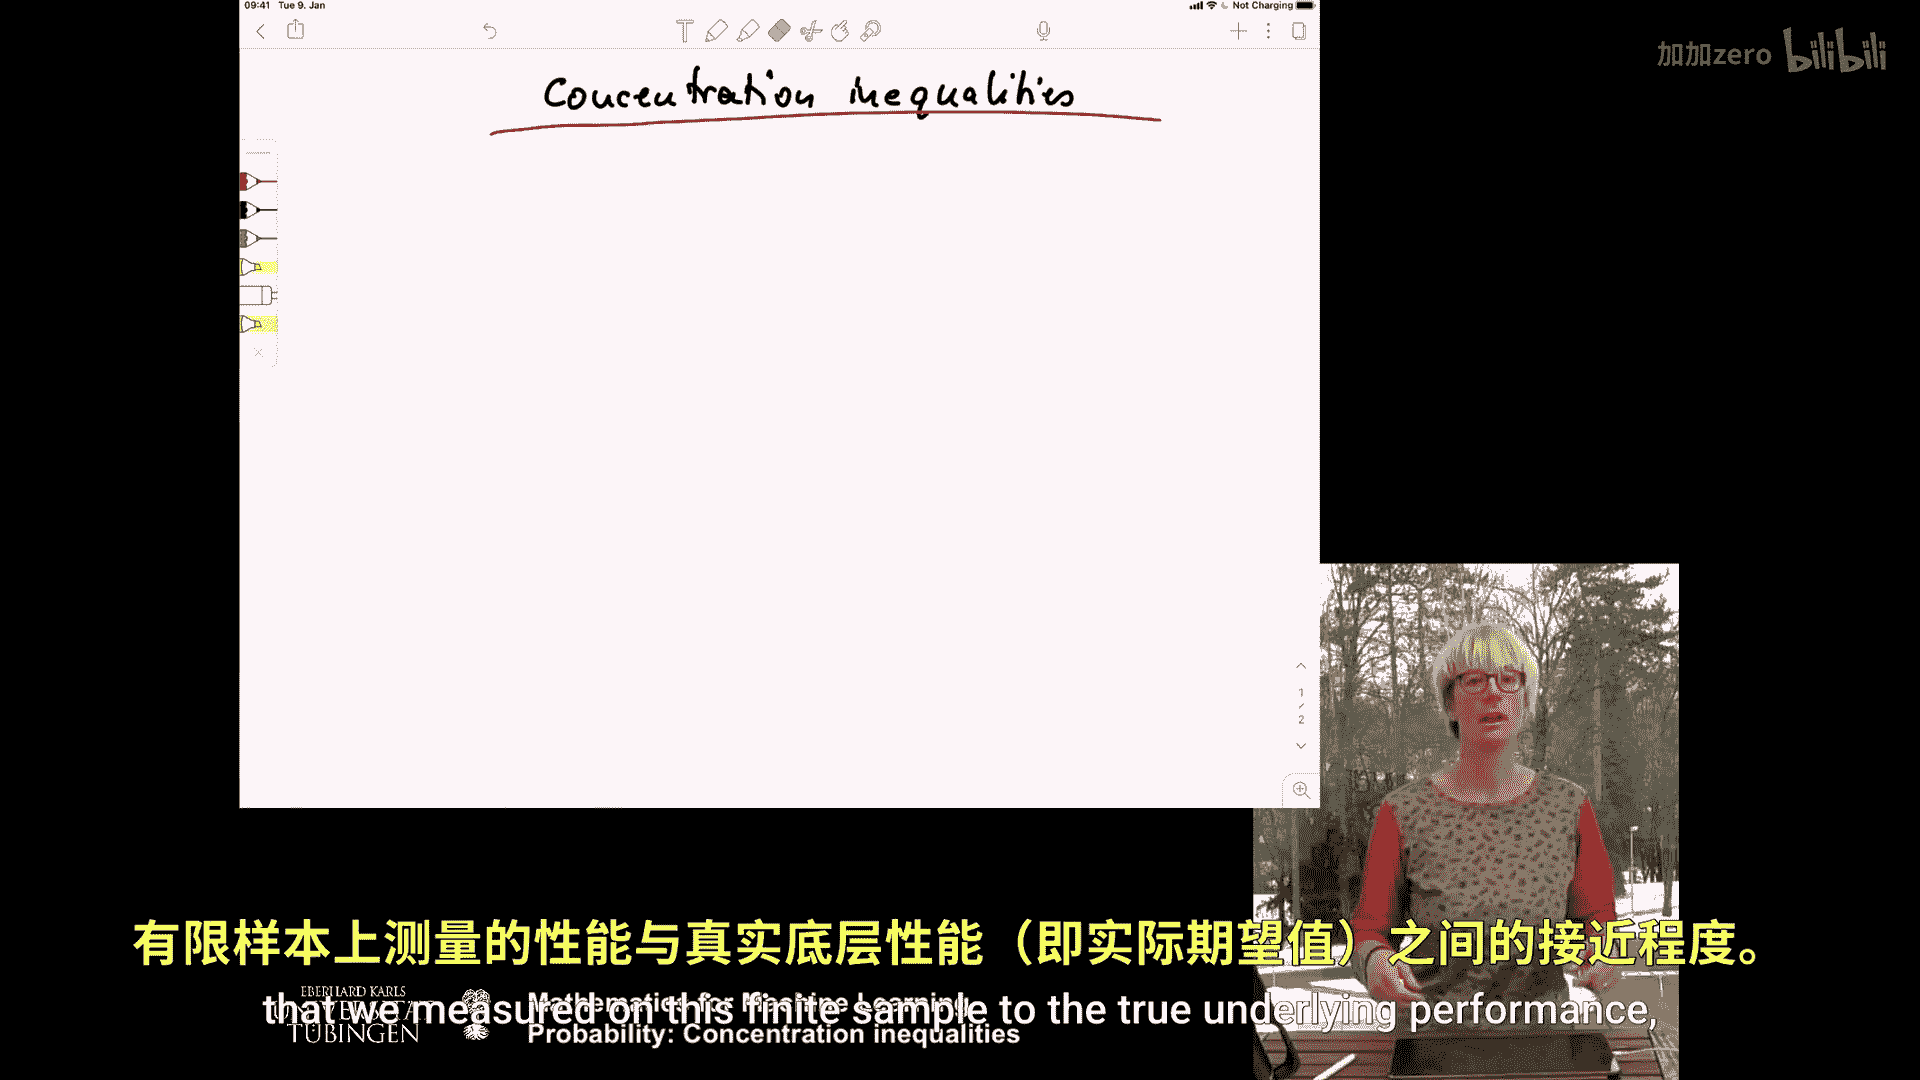 09:41 Tue 9. Jan
Not Charging
加加zero bilibili
Concentration inequalities
1
2
有限样本上测量的性能与真实底层性能（即实际期望值）之间的接近程度。
that we measured on this finite sample to the true underlying performance,
EBERHARD KARLS
UNIVERSITÄT
TÜBINGEN
Mathematics for Machine Learning
Probability: Concentration inequalities